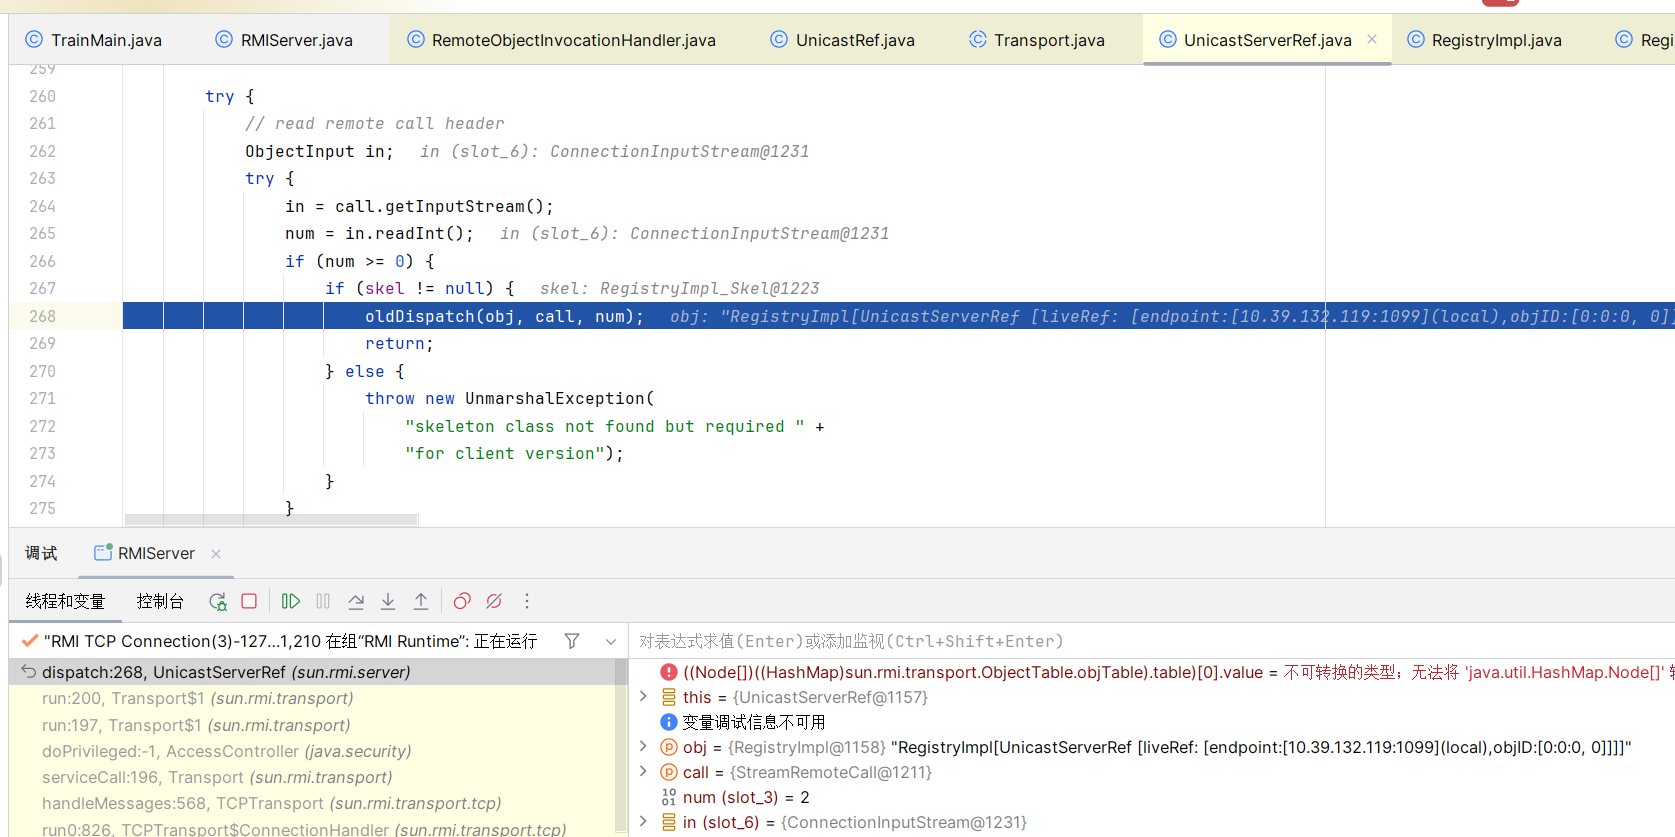 TrainMain.java RMIServer.java RemoteObjectInvocationHandler.java UnicastRef.java Transport.java UnicastServerRef.java RegistryImpl.java
259
260 try {
261 // read remote call header
262 ObjectInput in; in (slot_6): ConnectionInputStream@1231
263 try {
264 in = call.getInputStream();
265 num = in.readInt(); in (slot_6): ConnectionInputStream@1231
266 if (num >= 0) {
267 if (skel != null) { skel: RegistryImpl_Skel@1223
268 oldDispatch(obj, call, num); obj: "RegistryImpl[UnicastServerRef [liveRef: [endpoint:[10.39.132.119:1099](local),objID:[0:0:0, 0]]
269 return;
270 } else {
271 throw new UnmarshalException(
272 "skeleton class not found but required " +
273 "for client version");
274 }
275 }
调试 RMIServer
线程和变量 控制台
"RMI TCP Connection(3)-127...1,210 在组“RMI Runtime”: 正在运行
dispatch:268, UnicastServerRef (sun.rmi.server)
run:200, Transport$1 (sun.rmi.transport)
run:197, Transport$1 (sun.rmi.transport)
doPrivileged:-1, AccessController (java.security)
serviceCall:196, Transport (sun.rmi.transport)
handleMessages:568, TCPTransport (sun.rmi.transport.tcp)
run0:826, TCPTransport$ConnectionHandler (sun.rmi.transport.tcp)
对表达式求值(Enter)或添加监视(Ctrl+Shift+Enter)
((Node[])((HashMap)sun.rmi.transport.ObjectTable.objTable).table)[0].value = 不可转换的类型；无法将 'java.util.HashMap.Node[]'
this = {UnicastServerRef@1157}
变量调试信息不可用
obj = {RegistryImpl@1158} "RegistryImpl[UnicastServerRef [liveRef: [endpoint:[10.39.132.119:1099](local),objID:[0:0:0, 0]]]]"
call = {StreamRemoteCall@1211}
num (slot_3) = 2
in (slot_6) = {ConnectionInputStream@1231}